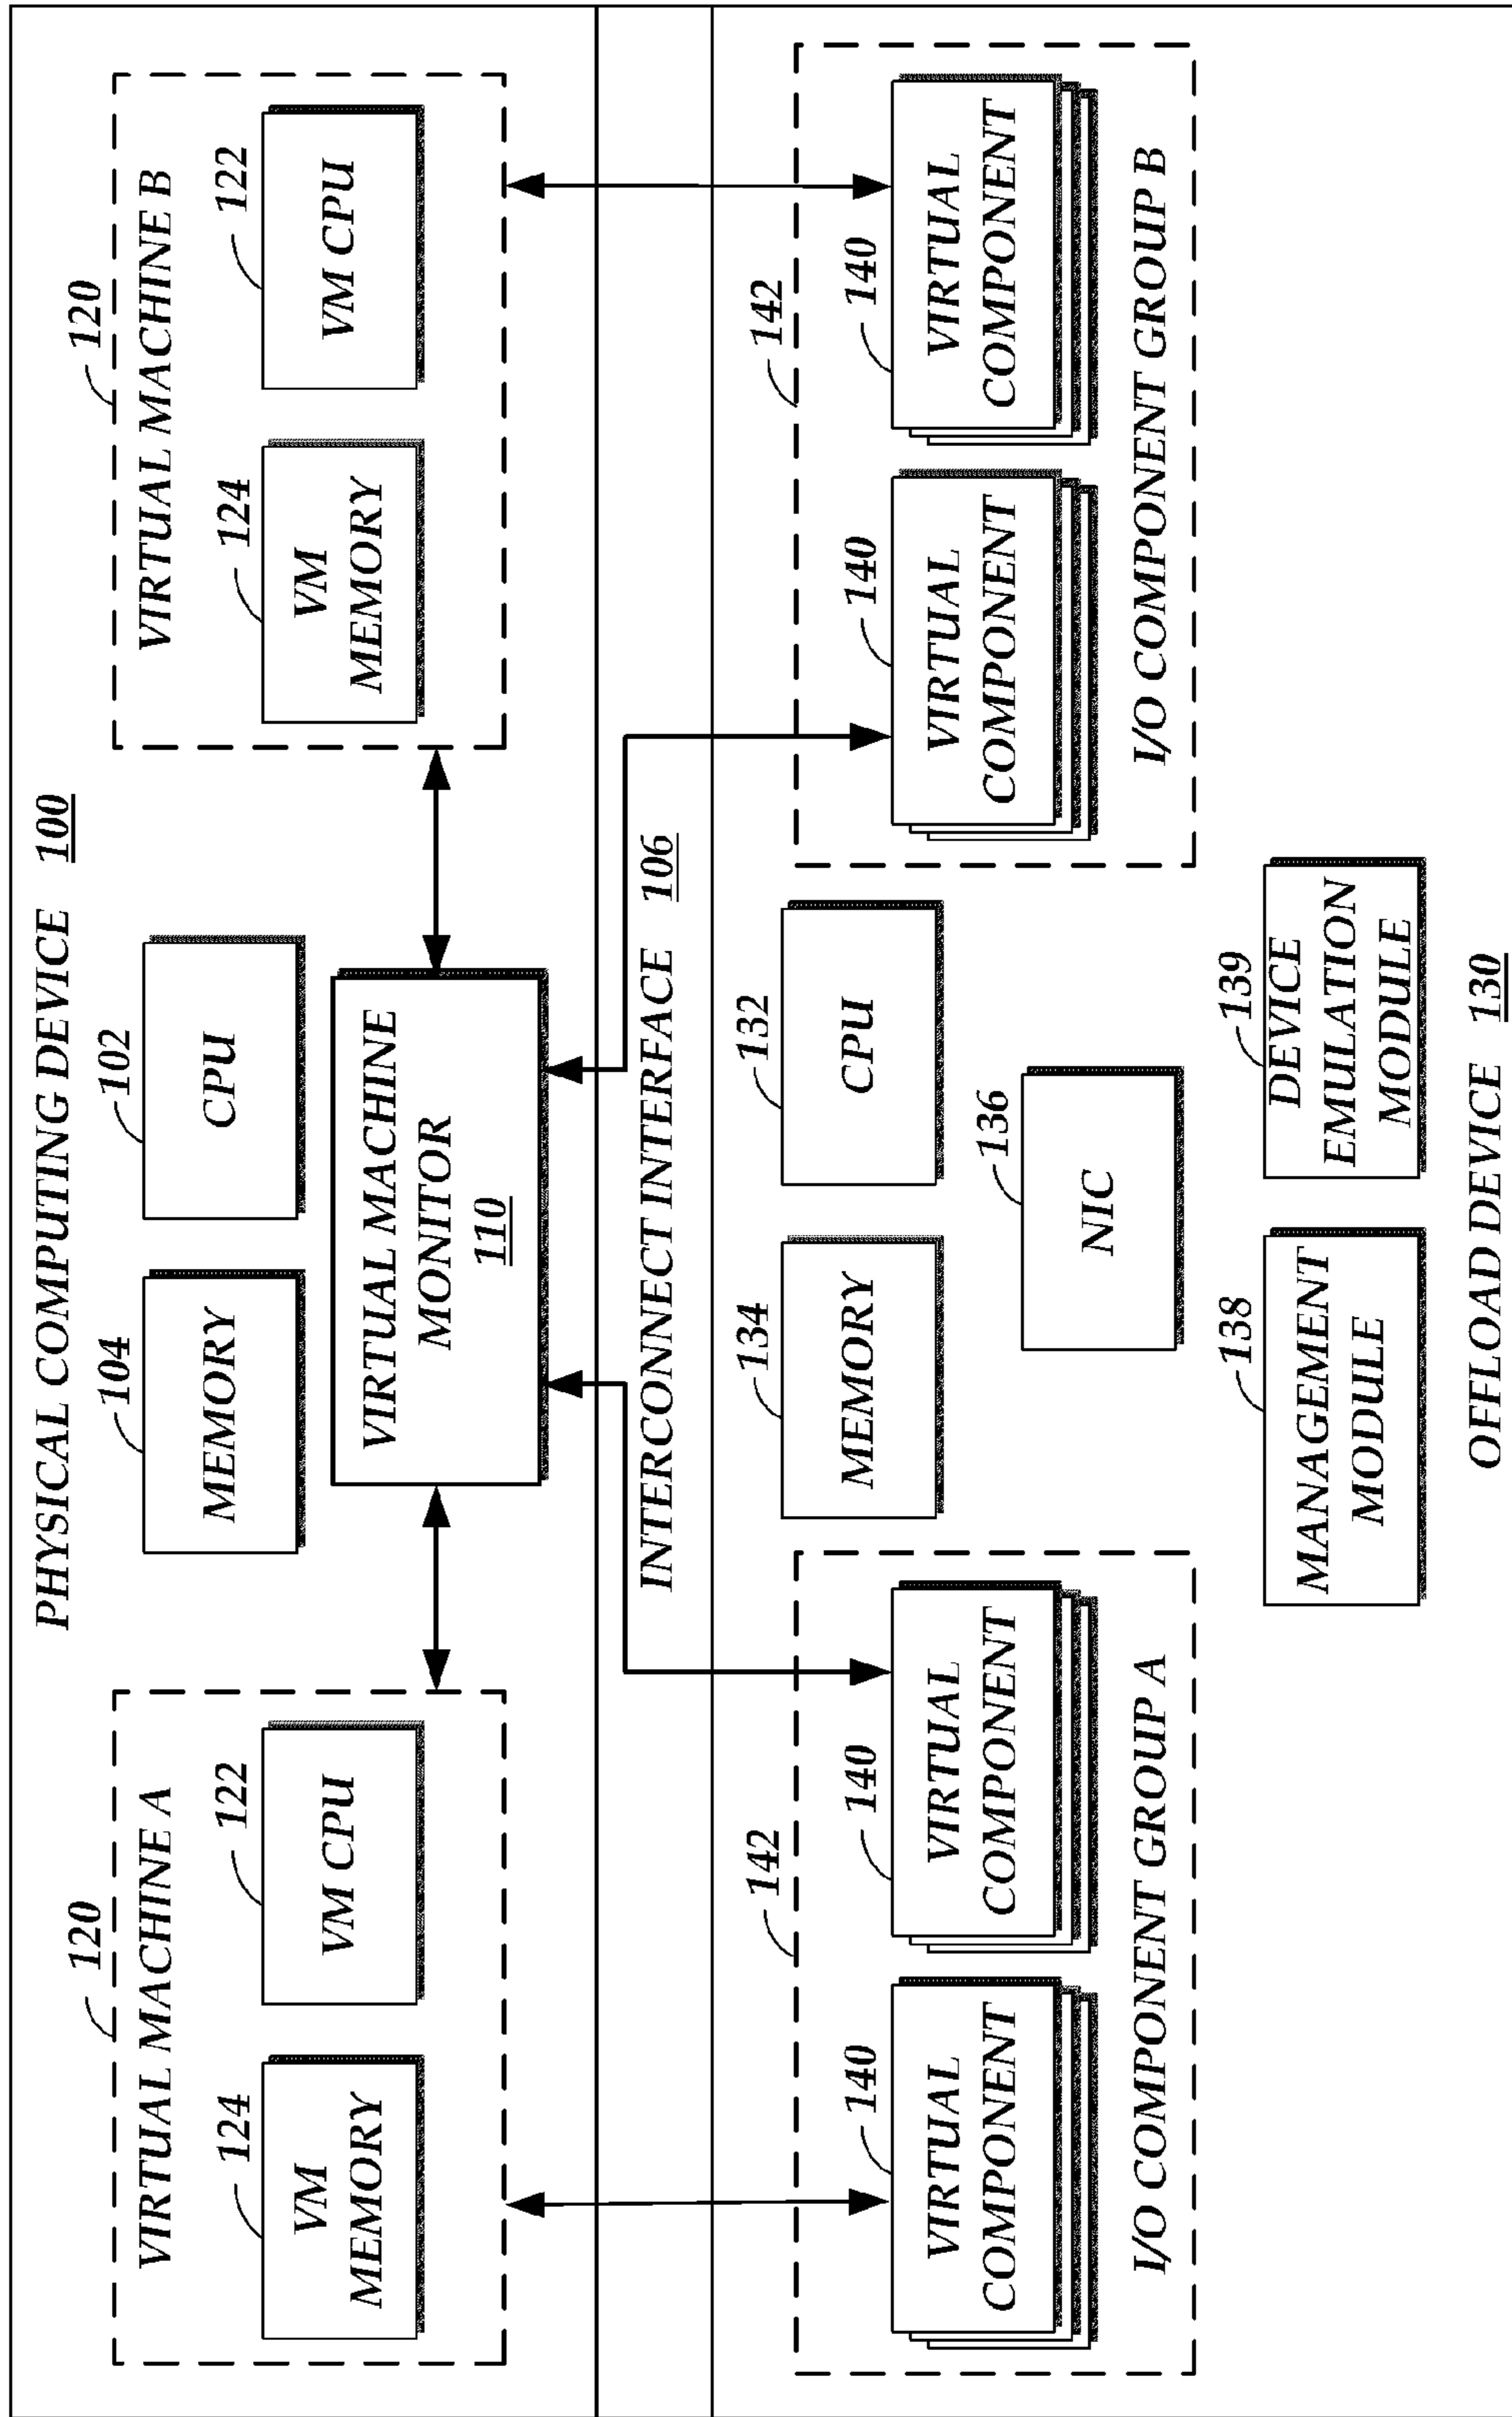 PHYSICAL COMPUTING DEVICE 100
120
VIRTUAL MACHINE A
124
VM
MEMORY
122
VM CPU
104
MEMORY
102
CPU
VIRTUAL MACHINE
MONITOR
110
120
VIRTUAL MACHINE B
124
VM
MEMORY
122
VM CPU
INTERCONNECT INTERFACE 106
142
140
VIRTUAL
COMPONENT
140
VIRTUAL
COMPONENT
I/O COMPONENT GROUP A
134
MEMORY
132
CPU
136
NIC
138
MANAGEMENT
MODULE
139
DEVICE
EMULATION
MODULE
142
140
VIRTUAL
COMPONENT
140
VIRTUAL
COMPONENT
I/O COMPONENT GROUP B
OFFLOAD DEVICE 130